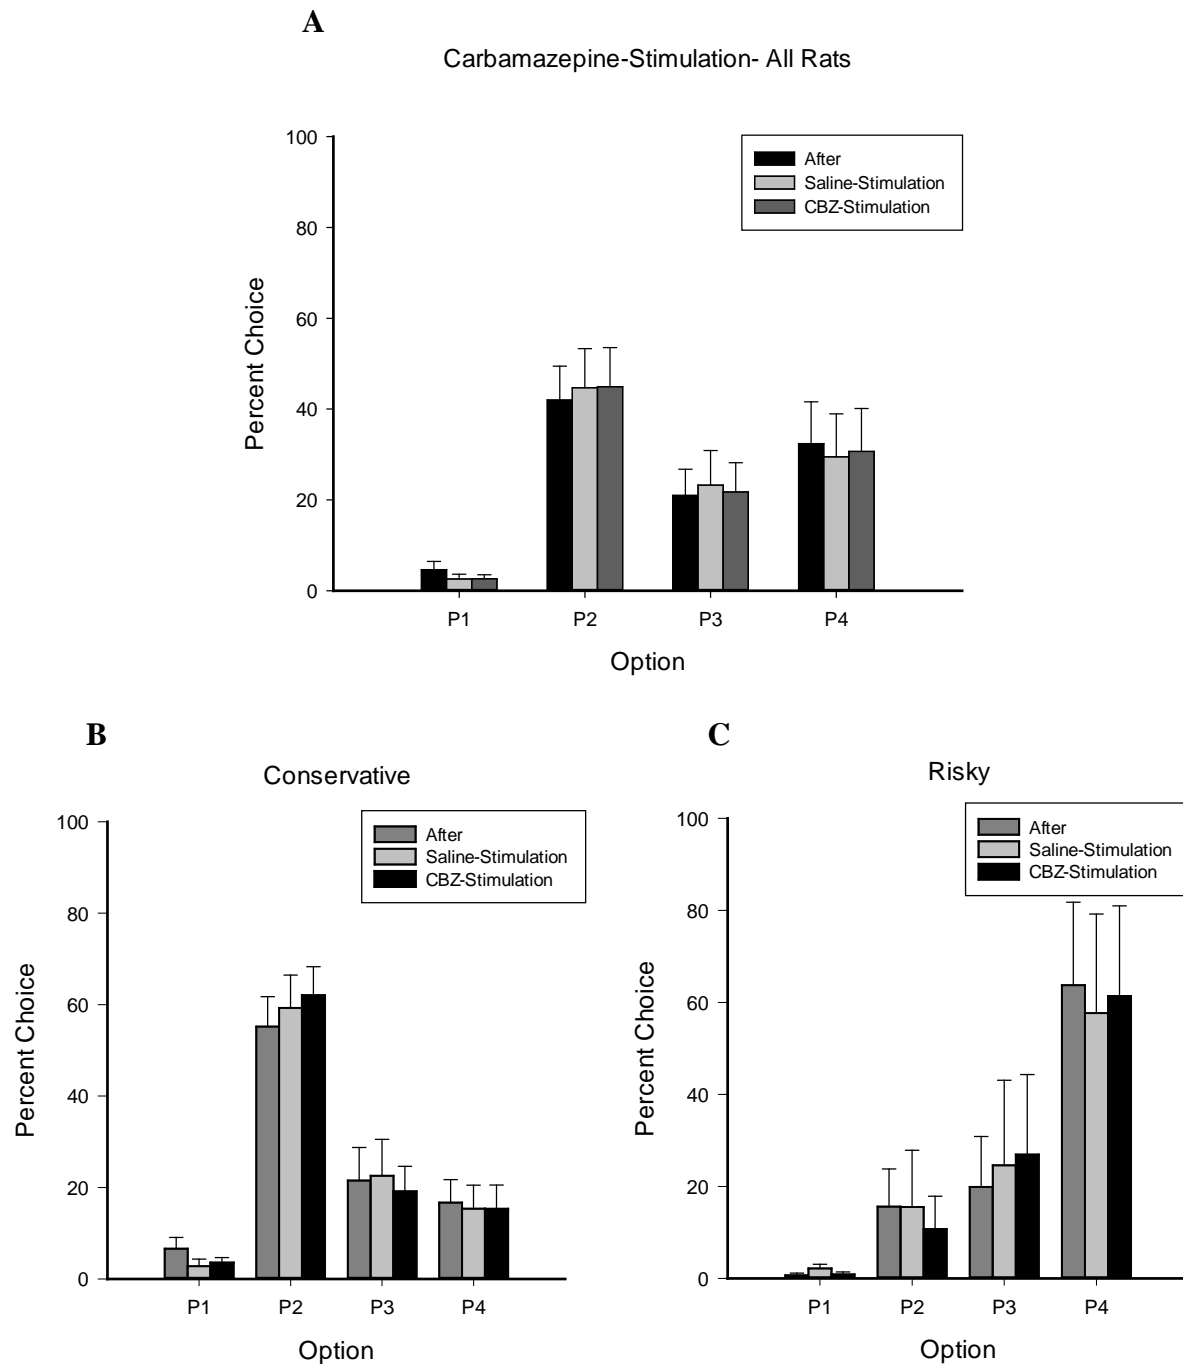 A
Carbamazepine-Stimulation- All Rats
After
Saline-Stimulation
CBZ-Stimulation
100
80
60
40
20
0
Percent Choice
P1 P2 P3 P4
Option
B
Conservative
After
Saline-Stimulation
CBZ-Stimulation
100
80
60
40
20
0
Percent Choice
P1 P2 P3 P4
Option
C
Risky
After
Saline-Stimulation
CBZ-Stimulation
100
80
60
40
20
0
Percent Choice
P1 P2 P3 P4
Option